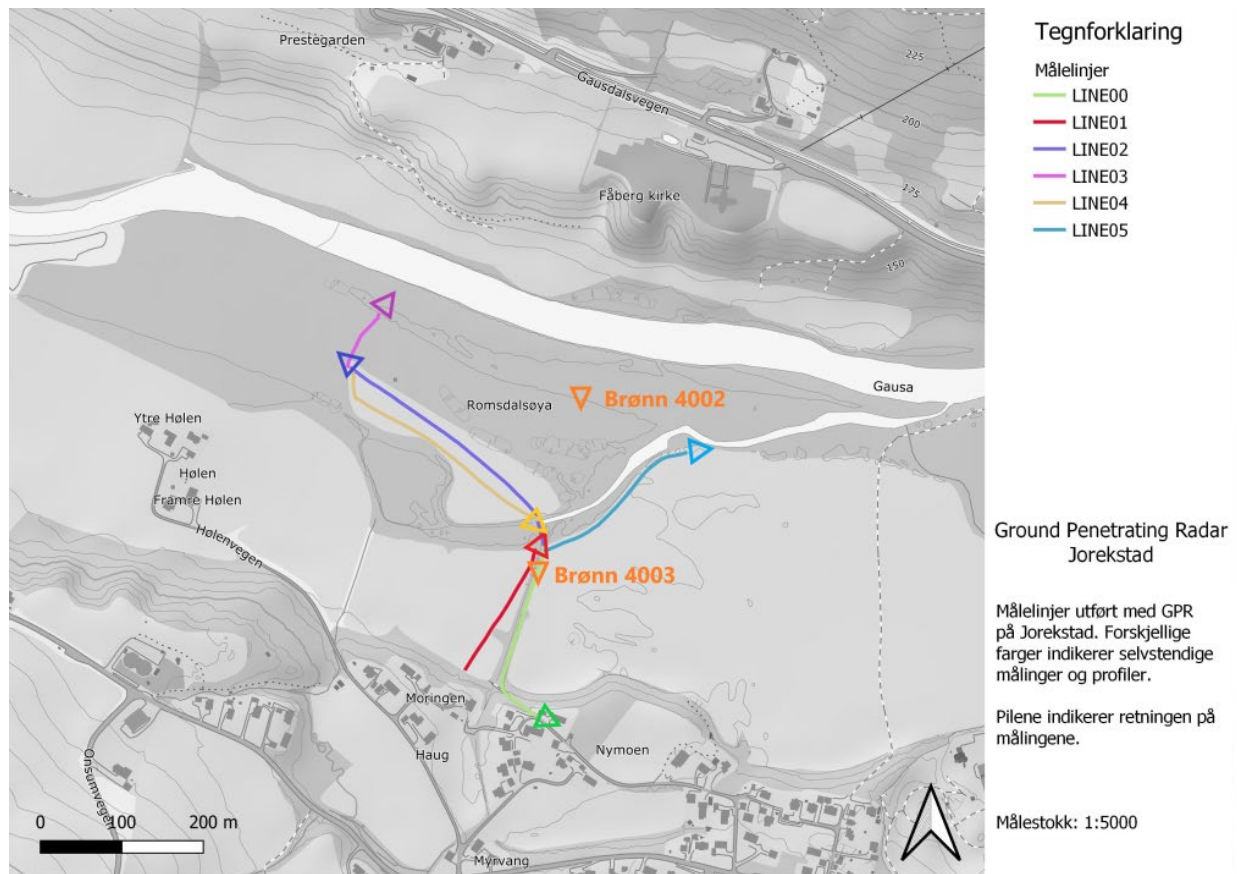 Prestegarden
Gausdalsvegen
225
200
175
150
Fåberg kirke
Gausa
Brønn 4002
Romsdalsøya
Ytre Hølen
Hølen
Framre Hølen
Hølenvegen
Brønn 4003
Moringen
Haug
Nymoen
Onsumvegen
Myrvang
0 100 200 m
Tegnforklaring
Målelinjer
LINE00
LINE01
LINE02
LINE03
LINE04
LINE05
Ground Penetrating Radar
Jorekstad
Målelinjer utført med GPR
på Jorekstad. Forskjellige
farger indikerer selvstendige
målinger og profiler.
Pilene indikerer retningen på
målingene.
Målestokk: 1:5000